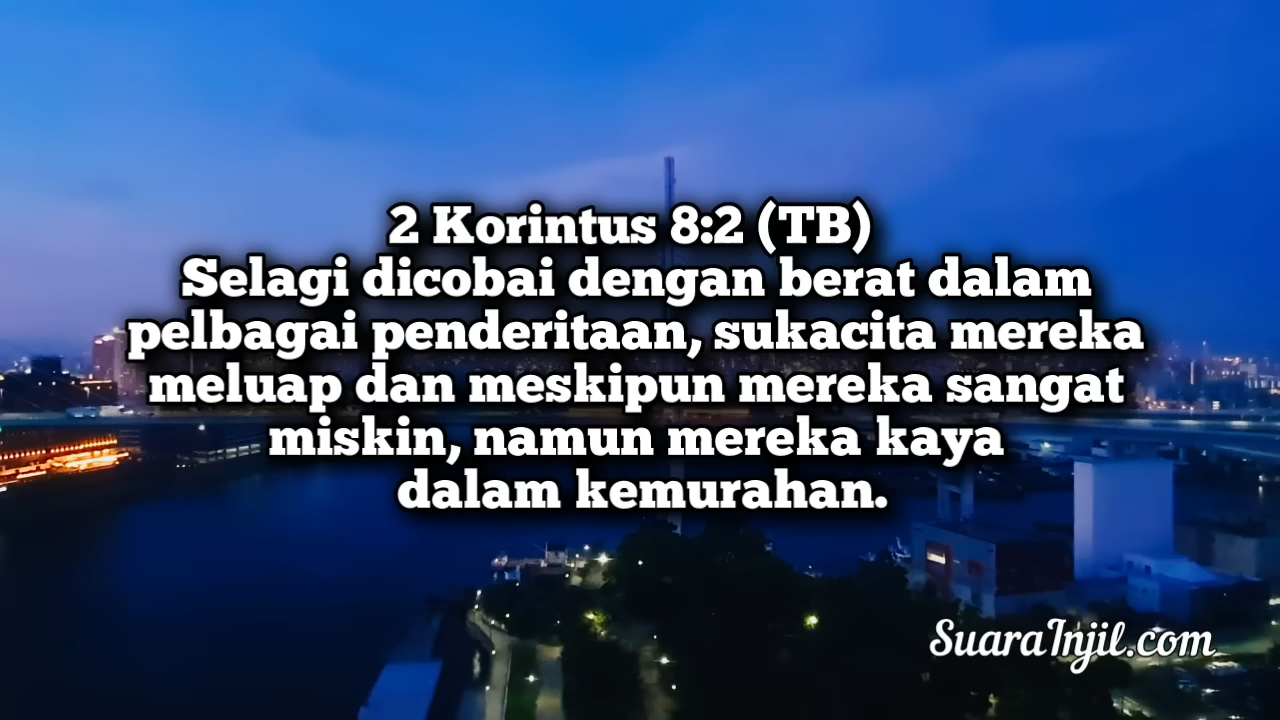 2 Korintus 8:2 (TB)
Selagi dicobai dengan berat dalam
pelbagai penderitaan, sukacita mereka
meluap dan meskipun mereka sangat
miskin, namun mereka kaya
dalam kemurahan.
SuaraInjil.com